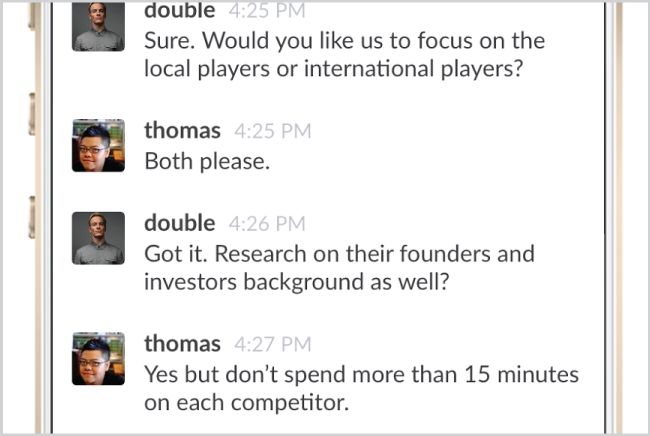 double 4:25 PM
Sure. Would you like us to focus on the
local players or international players?
thomas 4:25 PM
Both please.
double 4:26 PM
Got it. Research on their founders and
investors background as well?
thomas 4:27 PM
Yes but don’t spend more than 15 minutes
on each competitor.